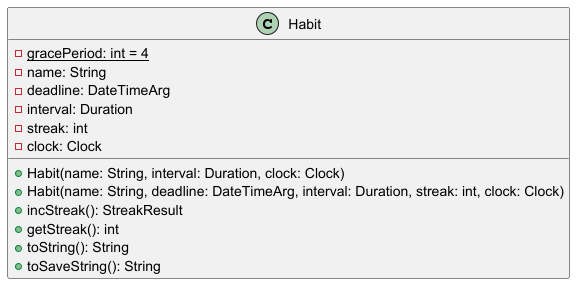 C Habit
gracePeriod: int = 4
name: String
deadline: DateTimeArg
interval: Duration
streak: int
clock: Clock
Habit(name: String, interval: Duration, clock: Clock)
Habit(name: String, deadline: DateTimeArg, interval: Duration, streak: int, clock: Clock)
incStreak(): StreakResult
getStreak(): int
toString(): String
toSaveString(): String